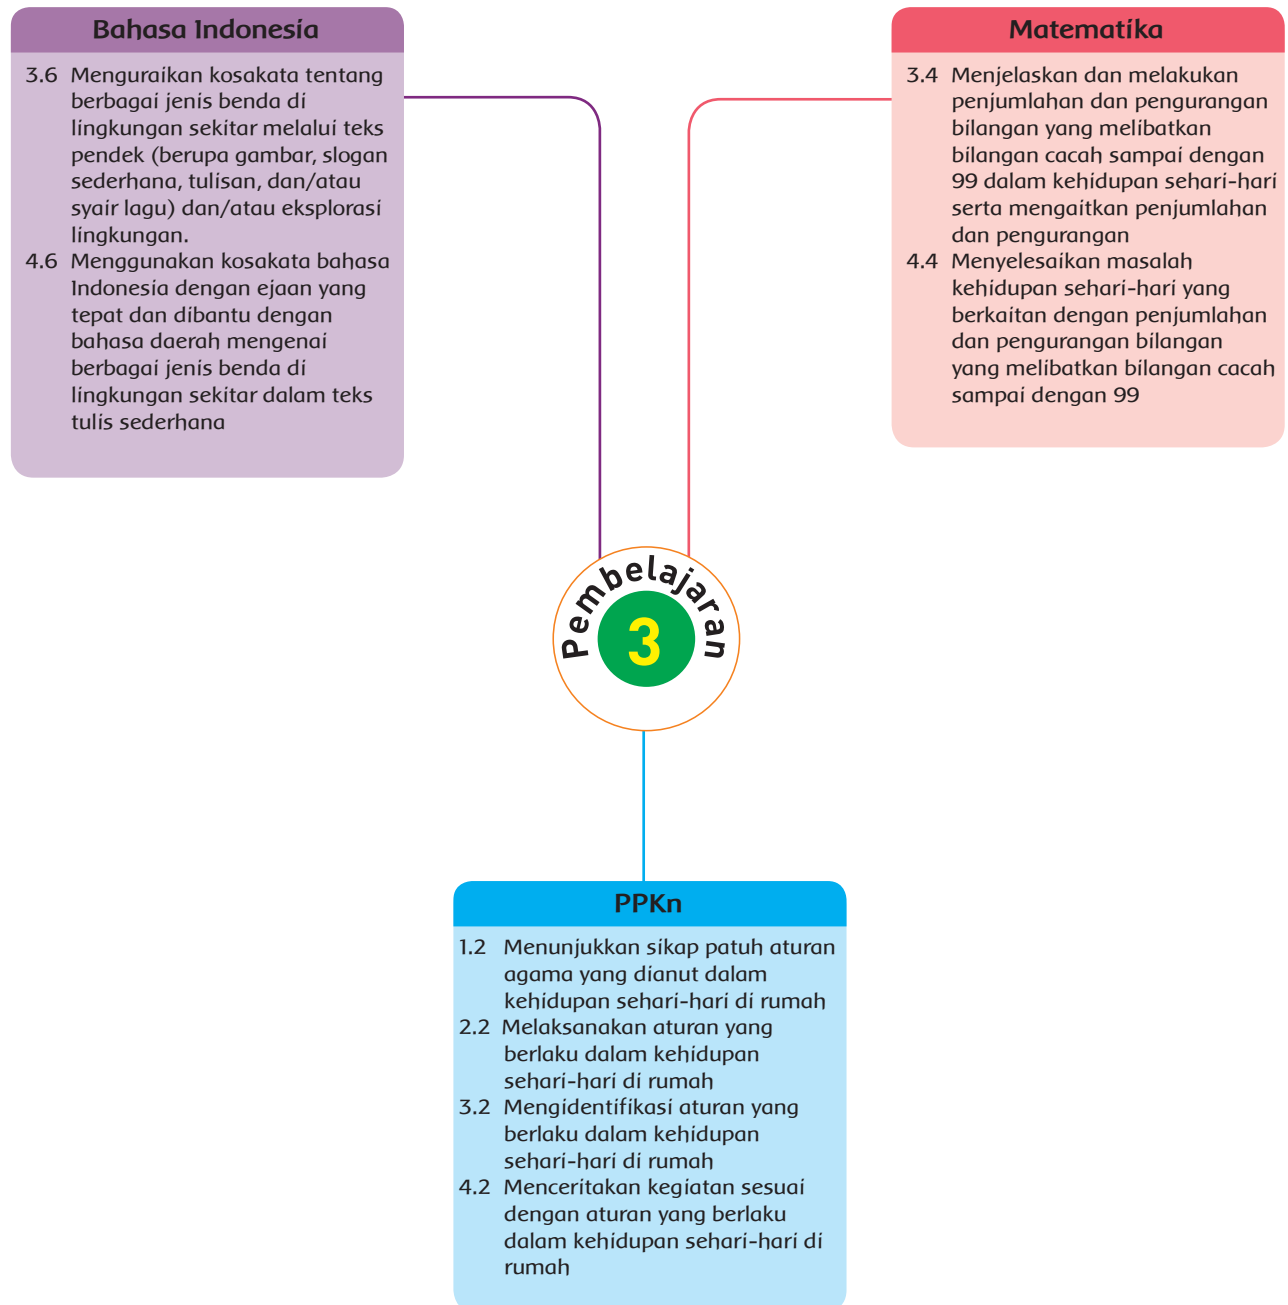 Bahasa Indonesia
3.6 Menguraikan kosakata tentang
berbagai jenis benda di
lingkungan sekitar melalui teks
pendek (berupa gambar, slogan
sederhana, tulisan, dan/atau
syair lagu) dan/atau eksplorasi
lingkungan.
4.6 Menggunakan kosakata bahasa
Indonesia dengan ejaan yang
tepat dan dibantu dengan
bahasa daerah mengenai
berbagai jenis benda di
lingkungan sekitar dalam teks
tulis sederhana
Matematika
3.4 Menjelaskan dan melakukan
penjumlahan dan pengurangan
bilangan yang melibatkan
bilangan cacah sampai dengan
99 dalam kehidupan sehari-hari
serta mengaitkan penjumlahan
dan pengurangan
4.4 Menyelesaikan masalah
kehidupan sehari-hari yang
berkaitan dengan penjumlahan
dan pengurangan bilangan
yang melibatkan bilangan cacah
sampai dengan 99
Pembelajaran
3
PPKn
1.2 Menunjukkan sikap patuh aturan
agama yang dianut dalam
kehidupan sehari-hari di rumah
2.2 Melaksanakan aturan yang
berlaku dalam kehidupan
sehari-hari di rumah
3.2 Mengidentifikasi aturan yang
berlaku dalam kehidupan
sehari-hari di rumah
4.2 Menceritakan kegiatan sesuai
dengan aturan yang berlaku
dalam kehidupan sehari-hari di
rumah